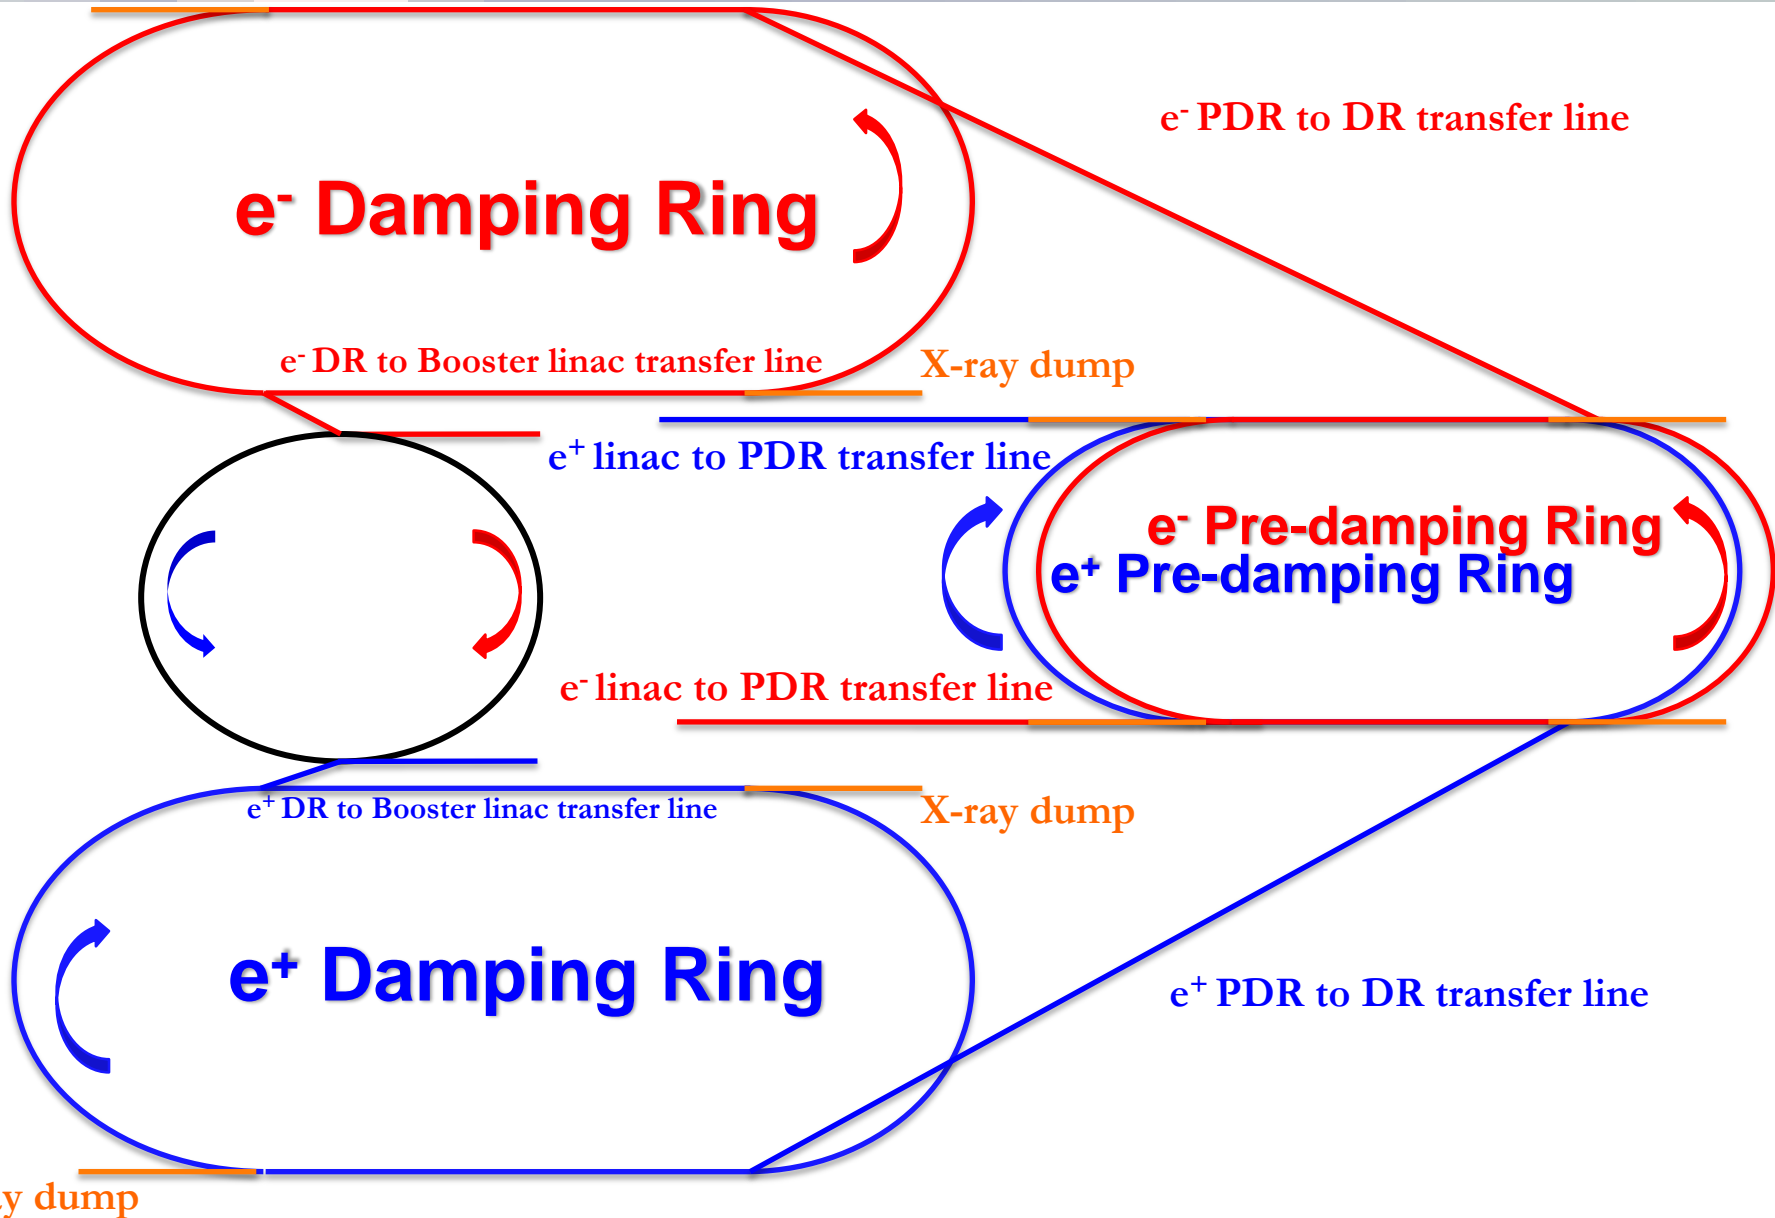 e⁻ PDR to DR transfer line
e⁻ Damping Ring
e⁻ DR to Booster linac transfer line
X-ray dump
e⁺ linac to PDR transfer line
e⁻ Pre-damping Ring
e⁺ Pre-damping Ring
e⁻ linac to PDR transfer line
e⁺ DR to Booster linac transfer line
X-ray dump
e⁺ Damping Ring
e⁺ PDR to DR transfer line
dump